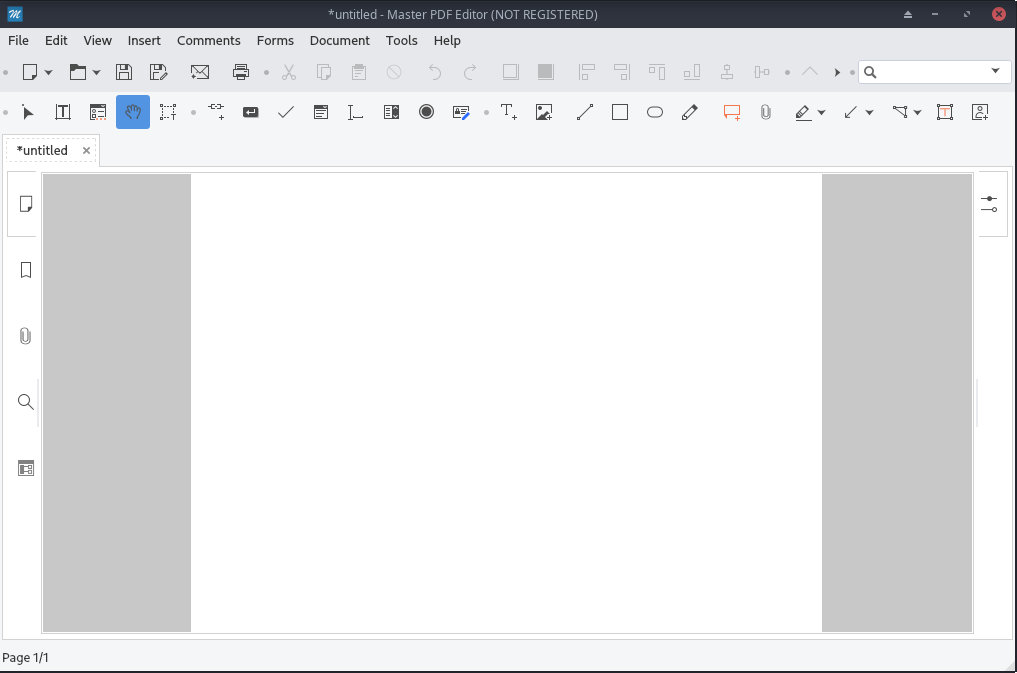 *untitled - Master PDF Editor (NOT REGISTERED)
File Edit View Insert Comments Forms Document Tools Help
*untitled
Page 1/1